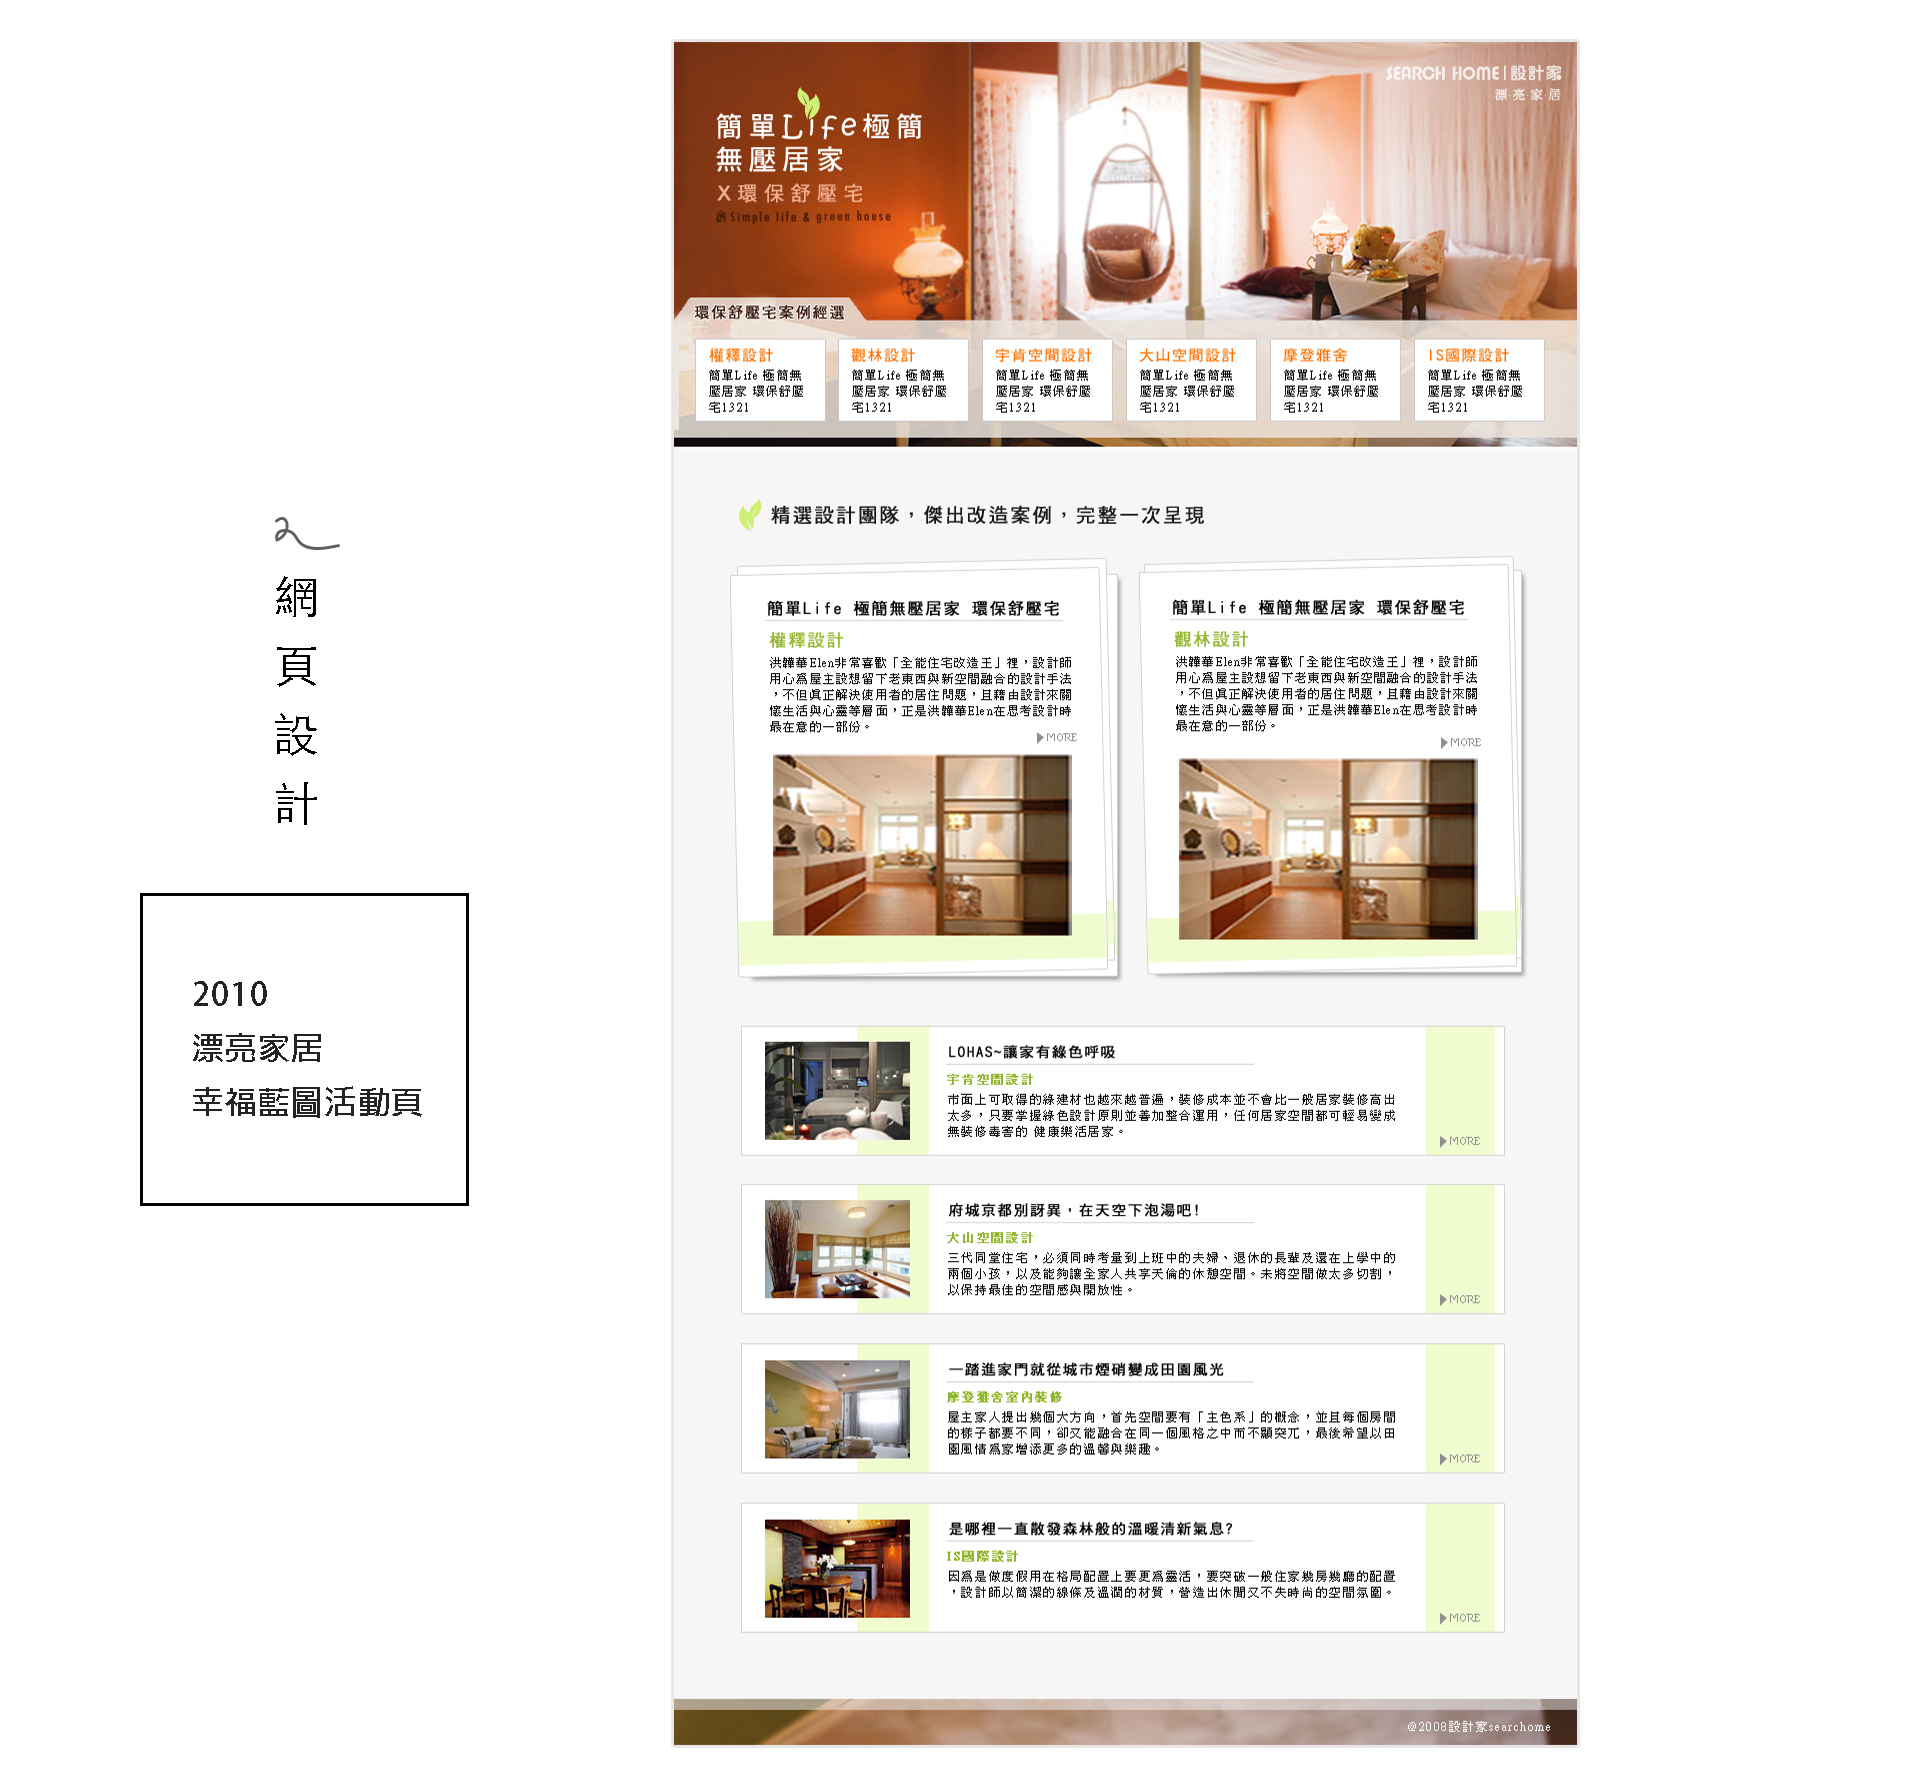 網頁設計
2010
漂亮家居
幸福藍圖活動頁
SEARCH HOME|設計家
漂·亮·家·居
簡單Life極簡
無壓居家
X環保舒壓宅
Simple life & green house
環保舒壓宅案例經選
權釋設計
簡單Life 極簡無
壓居家 環保舒壓
宅1321
觀林設計
簡單Life 極簡無
壓居家 環保舒壓
宅1321
宇肯空間設計
簡單Life 極簡無
壓居家 環保舒壓
宅1321
大山空間設計
簡單Life 極簡無
壓居家 環保舒壓
宅1321
摩登雅舍
簡單Life 極簡無
壓居家 環保舒壓
宅1321
IS國際設計
簡單Life 極簡無
壓居家 環保舒壓
宅1321
精選設計團隊，傑出改造案例，完整一次呈現
簡單Life 極簡無壓居家 環保舒壓宅
權釋設計
洪韡華Elen非常喜歡「全能住宅改造王」裡，設計師
用心爲屋主設想留下老東西與新空間融合的設計手法
，不但眞正解決使用者的居住問題，且藉由設計來關
懷生活與心靈等層面，正是洪韡華Elen在思考設計時
最在意的一部份。
MORE
簡單Life 極簡無壓居家 環保舒壓宅
觀林設計
洪韡華Elen非常喜歡「全能住宅改造王」裡，設計師
用心爲屋主設想留下老東西與新空間融合的設計手法
，不但眞正解決使用者的居住問題，且藉由設計來關
懷生活與心靈等層面，正是洪韡華Elen在思考設計時
最在意的一部份。
MORE
LOHAS~讓家有綠色呼吸
宇肯空間設計
市面上可取得的綠建材也越來越普遍，裝修成本並不會比一般居家裝修高出
太多，只要掌握綠色設計原則並善加整合運用，任何居家空間都可輕易變成
無裝修毒害的 健康樂活居家。
MORE
府城京都別訝異，在天空下泡湯吧!
大山空間設計
三代同堂住宅，必須同時考量到上班中的夫婦、退休的長輩及還在上學中的
兩個小孩，以及能夠讓全家人共享天倫的休憩空間。未將空間做太多切割，
以保持最佳的空間感與開放性。
MORE
一踏進家門就從城市煙硝變成田園風光
摩登雅舍室內裝修
屋主家人提出幾個大方向，首先空間要有「主色系」的概念，並且每個房間
的樣子都要不同，卻又能融合在同一個風格之中而不顯突兀，最後希望以田
園風情爲家增添更多的溫馨與樂趣。
MORE
是哪裡一直散發森林般的溫暖清新氣息?
IS國際設計
因爲是做度假用在格局配置上要更爲靈活，要突破一般住家幾房幾廳的配置
，設計師以簡潔的線條及溫潤的材質，營造出休閒又不失時尚的空間氛圍。
MORE
@2008設計家searchome